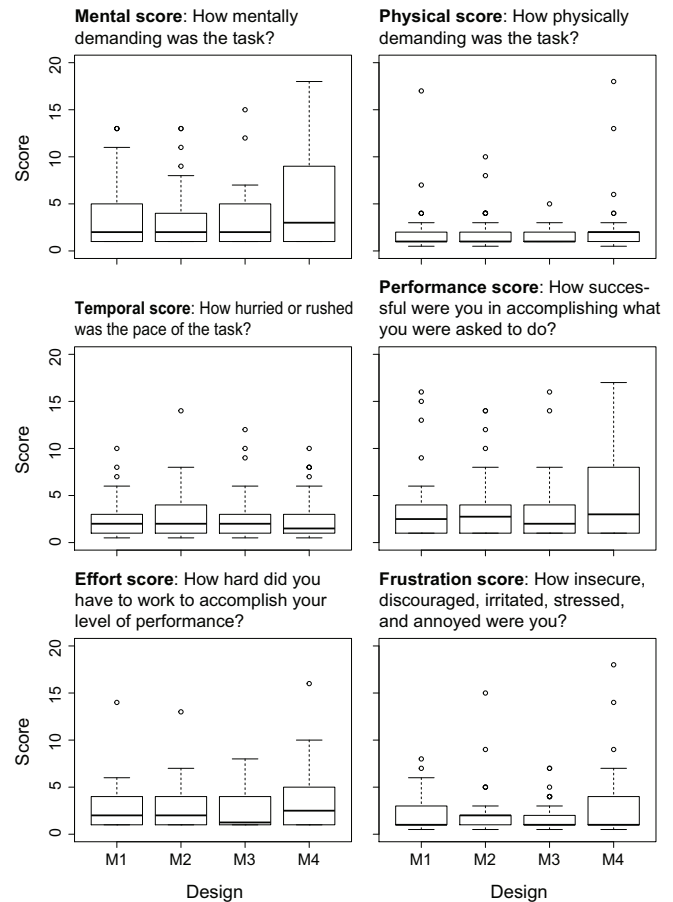 Mental score: How mentally
demanding was the task?
Physical score: How physically
demanding was the task?
Score
20
15
10
5
0
Temporal score: How hurried or rushed
was the pace of the task?
Performance score: How succes-
sful were you in accomplishing what
you were asked to do?
Score
20
15
10
5
0
Effort score: How hard did you
have to work to accomplish your
level of performance?
Frustration score: How insecure,
discouraged, irritated, stressed,
and annoyed were you?
Score
20
15
10
5
0
M1 M2 M3 M4
M1 M2 M3 M4
Design
Design